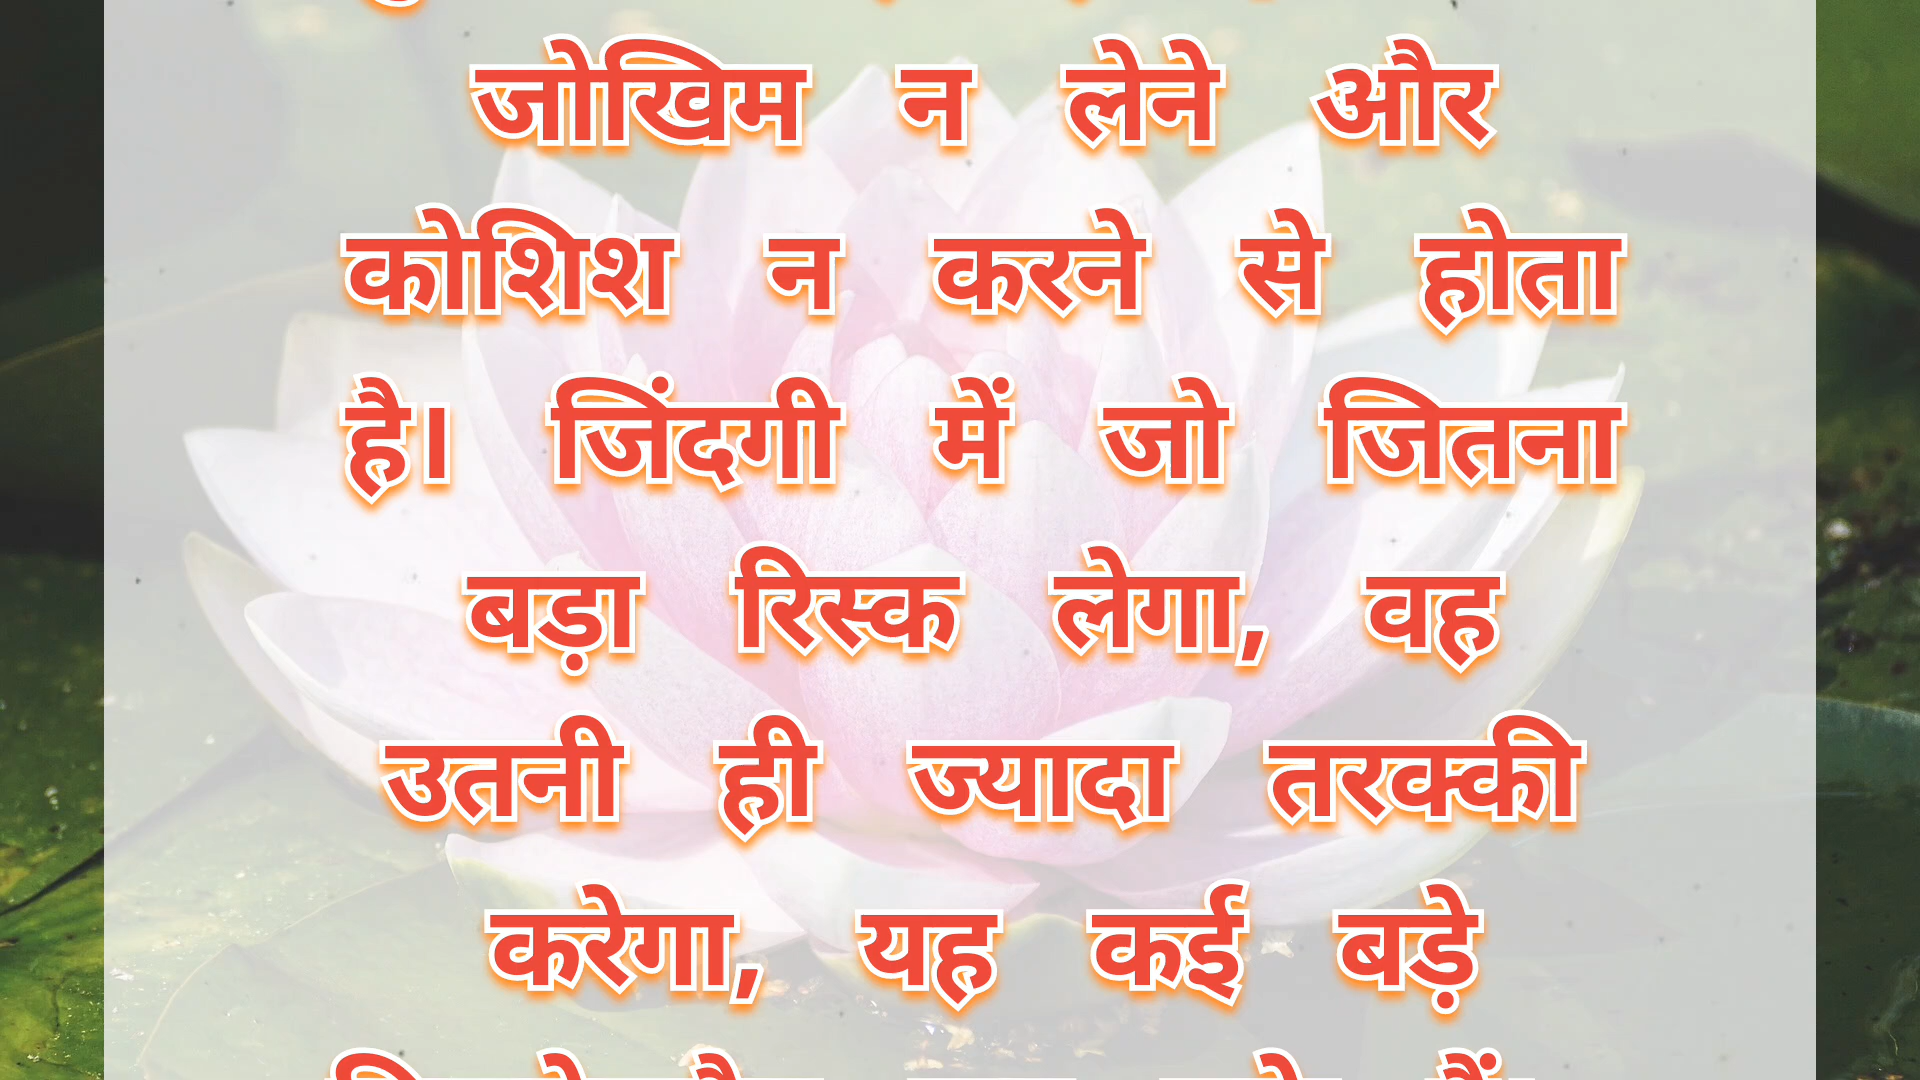 जोखिम न लेने और
कोशिश न करने से होता
है। जिंदगी में जो जितना
बड़ा रिस्क लेगा, वह
उतनी ही ज्यादा तरक्की
करेगा, यह कई बड़े